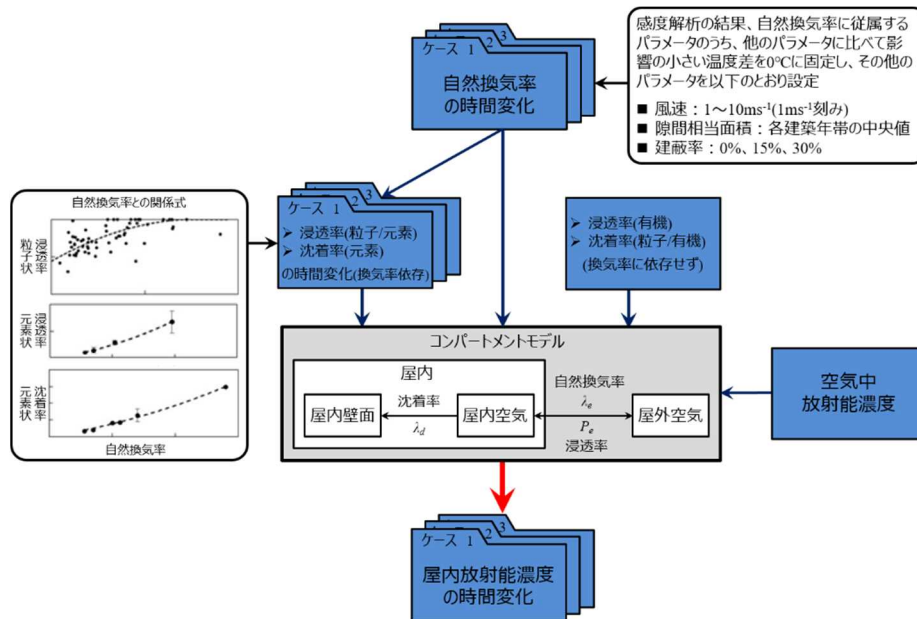 ケース 1 2 3
自然換気率
の時間変化
感度解析の結果、自然換気率に従属する
パラメータのうち、他のパラメータに比べて影
響の小さい温度差を0℃に固定し、その他の
パラメータを以下のとおり設定
■ 風速：1～10ms-1(1ms-1刻み)
■ 隙間相当面積：各建築年帯の中央値
■ 建蔽率：0%、15%、30%
自然換気率との関係式
粒子状
浸透率
元素状
浸透率
元素状
沈着率
自然換気率
ケース 1 2 3
➢ 浸透率(粒子/元素)
➢ 沈着率(元素)
の時間変化(換気率依存)
➢ 浸透率(有機)
➢ 沈着率(粒子/有機)
(換気率に依存せず)
コンパートメントモデル
屋内
屋内壁面
沈着率
λd
屋内空気
自然換気率
λe
Pe
浸透率
屋外空気
空気中
放射能濃度
ケース 1 2 3
屋内放射能濃度
の時間変化